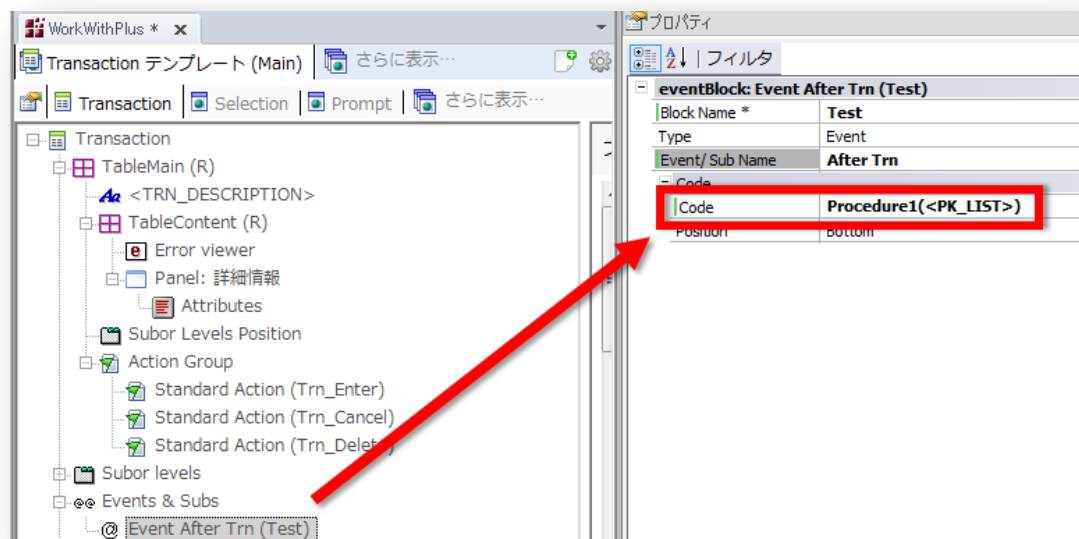 WorkWithPlus *
Transaction テンプレート (Main) さらに表示...
Transaction Selection Prompt さらに表示...
Transaction
TableMain (R)
Aa <TRN_DESCRIPTION>
TableContent (R)
Error viewer
Panel: 詳細情報
Attributes
Subor Levels Position
Action Group
Standard Action (Trn_Enter)
Standard Action (Trn_Cancel)
Standard Action (Trn_Delete)
Subor levels
Events & Subs
@ Event After Trn (Test)
プロパティ
フィルタ
eventBlock: Event After Trn (Test)
Block Name * Test
Type Event
Event/ Sub Name After Trn
Code
Code Procedure1(<PK_LIST>)
Position Bottom